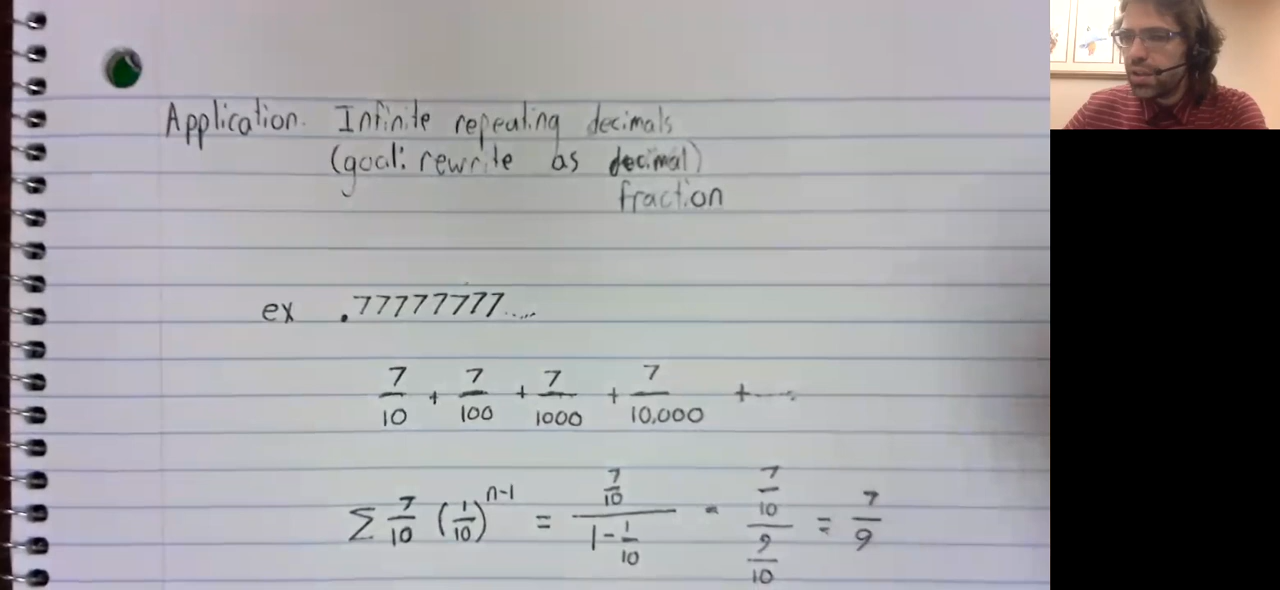 Application. Infinite repeating decimals
(goal: rewrite as decimal)
fraction
ex .77777777....
7/10 + 7/100 + 7/1000 + 7/10,000 + ....
Σ 7/10 (1/10)^(n-1) = (7/10)/(1 - 1/10) = (7/10)/(9/10) = 7/9